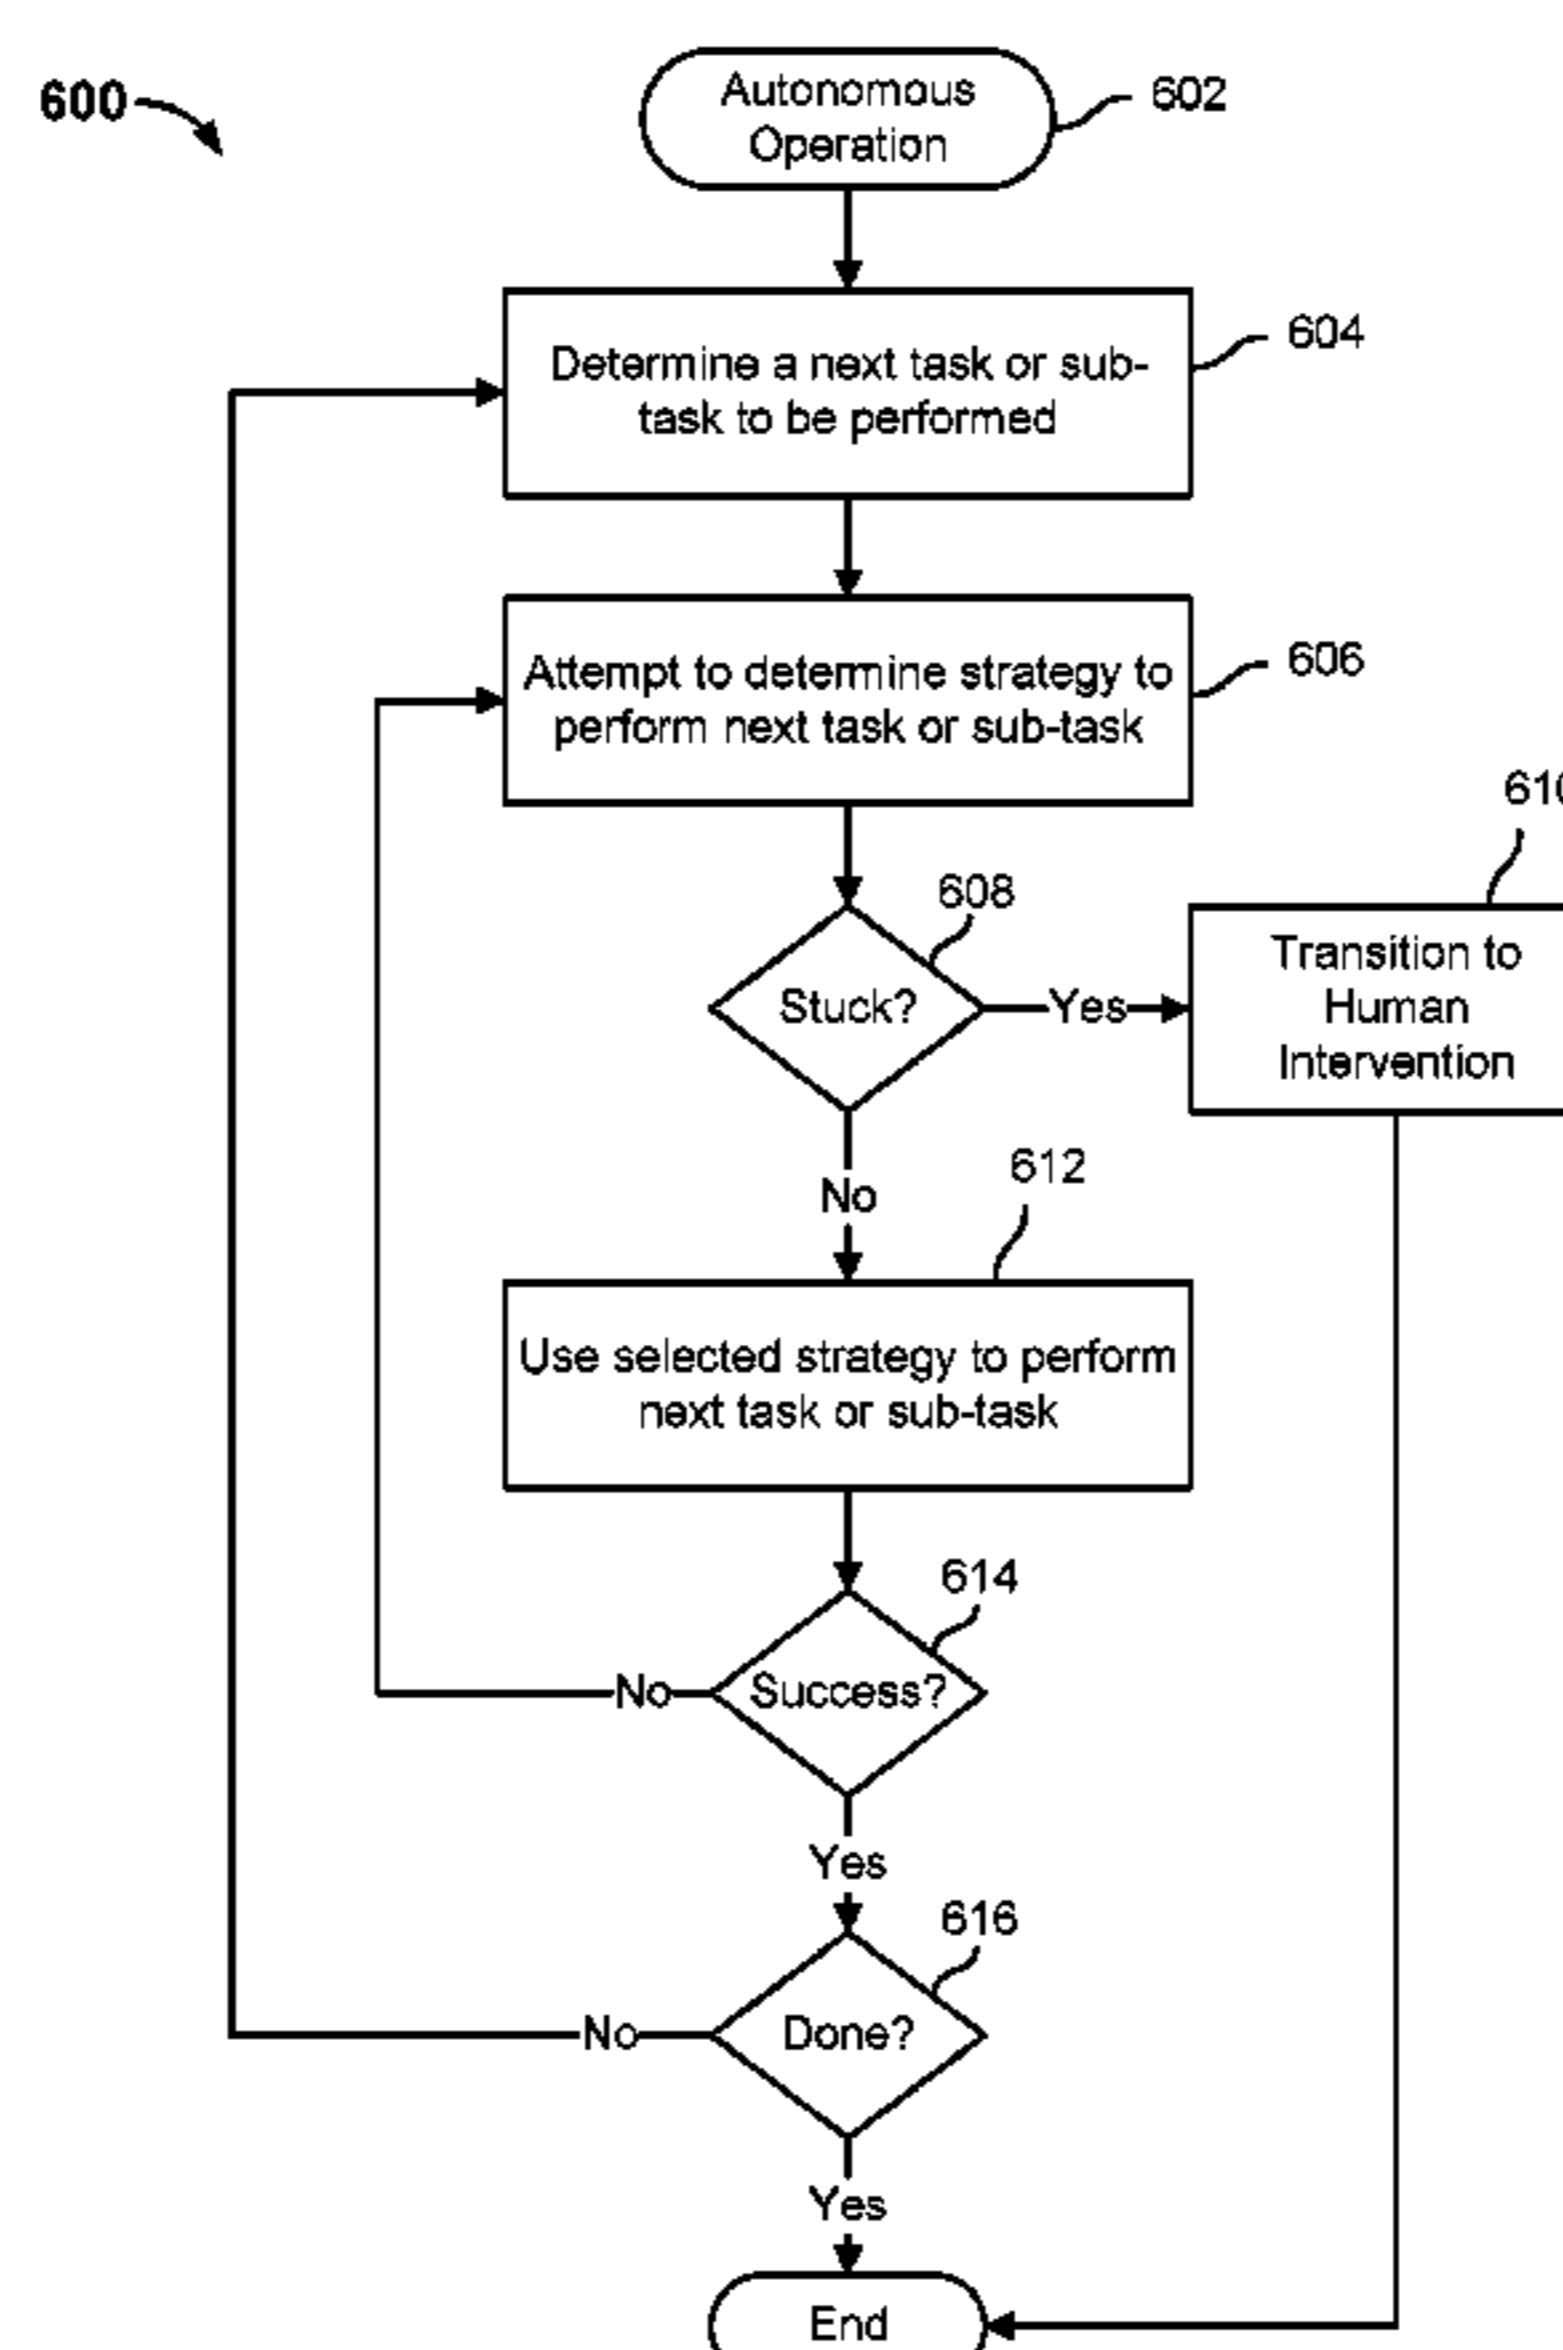 600
Autonomous
Operation
602
Determine a next task or sub-
task to be performed
604
Attempt to determine strategy to
perform next task or sub-task
606
608
Stuck?
Yes
610
Transition to
Human
Intervention
No
612
Use selected strategy to perform
next task or sub-task
614
Success?
No
Yes
616
Done?
No
Yes
End